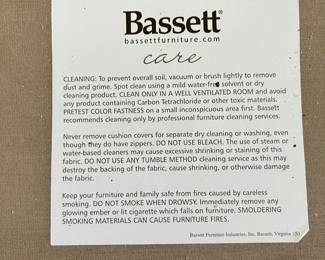 Bassett®
bassettfurniture.com
care
CLEANING: To prevent overall soil, vacuum or brush lightly to remove
dust and grime. Spot clean using a mild water-free solvent or dry
cleaning product. CLEAN ONLY IN A WELL VENTILATED ROOM and avoid
any product containing Carbon Tetrachloride or other toxic materials.
PRETEST COLOR FASTNESS on a small inconspicuous area first. Bassett
recommends cleaning only by professional furniture cleaning services.
Never remove cushion covers for separate dry cleaning or washing, even
though they do have zippers. DO NOT USE BLEACH. The use of steam or
water-based cleaners may cause excessive shrinking or staining of this
fabric. DO NOT USE ANY TUMBLE METHOD cleaning service as this may
destroy the backing of the fabric, cause shrinking, or otherwise damage
the fabric.
Keep your furniture and family safe from fires caused by careless
smoking. DO NOT SMOKE WHEN DROWSY. Immediately remove any
glowing ember or lit cigarette which falls on furniture. SMOLDERING
SMOKING MATERIALS CAN CAUSE FURNITURE FIRES.
Bassett Furniture Industries, Inc. Bassett, Virginia (S)